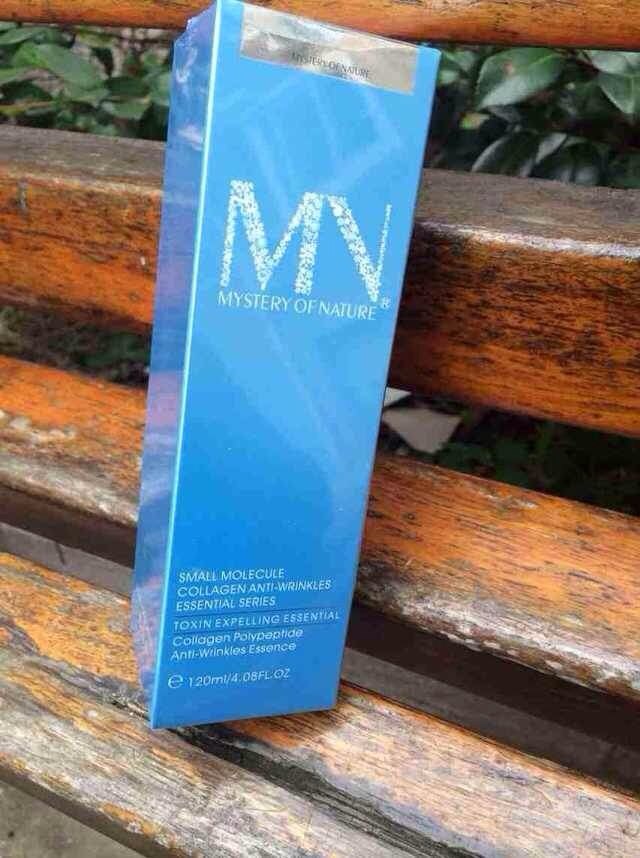 MYSTERY OF NATURE
MN
MYSTERY OF NATURE®
SMALL MOLECULE
COLLAGEN ANTI-WRINKLES
ESSENTIAL SERIES
TOXIN EXPELLING ESSENTIAL
Collagen Polypeptide
Anti-Wrinkles Essence
e 120ml/4.08FL.OZ